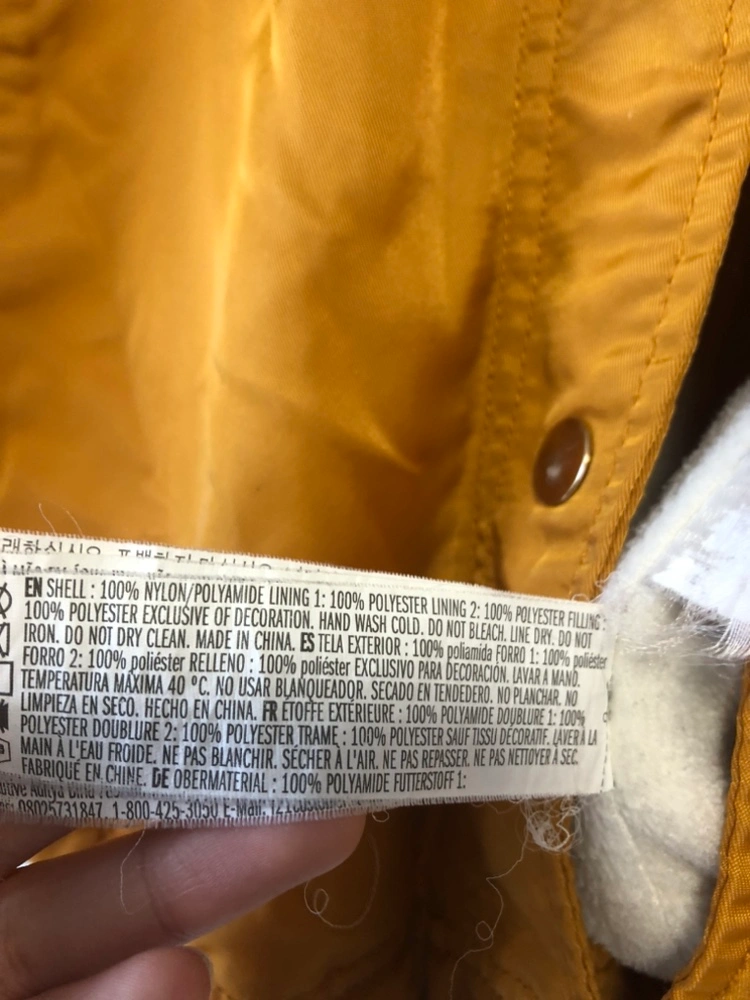 EN SHELL : 100% NYLON/POLYAMIDE LINING 1: 100% POLYESTER LINING 2: 100% POLYESTER FILLING :
100% POLYESTER EXCLUSIVE OF DECORATION. HAND WASH COLD. DO NOT BLEACH. LINE DRY. DO NOT
IRON. DO NOT DRY CLEAN. MADE IN CHINA. ES TELA EXTERIOR : 100% poliamida FORRO 1: 100% poliéster
FORRO 2: 100% poliéster RELLENO : 100% poliéster EXCLUSIVO PARA DECORACIÓN. LAVAR A MANO.
TEMPERATURA MÁXIMA 40 °C. NO USAR BLANQUEADOR. SECADO EN TENDEDERO. NO PLANCHAR. NO
LIMPIEZA EN SECO. HECHO EN CHINA. FR ÉTOFFE EXTÉRIEURE : 100% POLYAMIDE DOUBLURE 1: 100%
POLYESTER DOUBLURE 2: 100% POLYESTER TRAME : 100% POLYESTER SAUF TISSU DÉCORATIF. LAVER À LA
MAIN À L'EAU FROIDE. NE PAS BLANCHIR. SÉCHER À L'AIR. NE PAS REPASSER. NE PAS NETTOYER À SEC.
FABRIQUÉ EN CHINE. DE OBERMATERIAL : 100% POLYAMIDE FUTTERSTOFF 1:
08025731847, 1-800-425-3050 E-Mail: